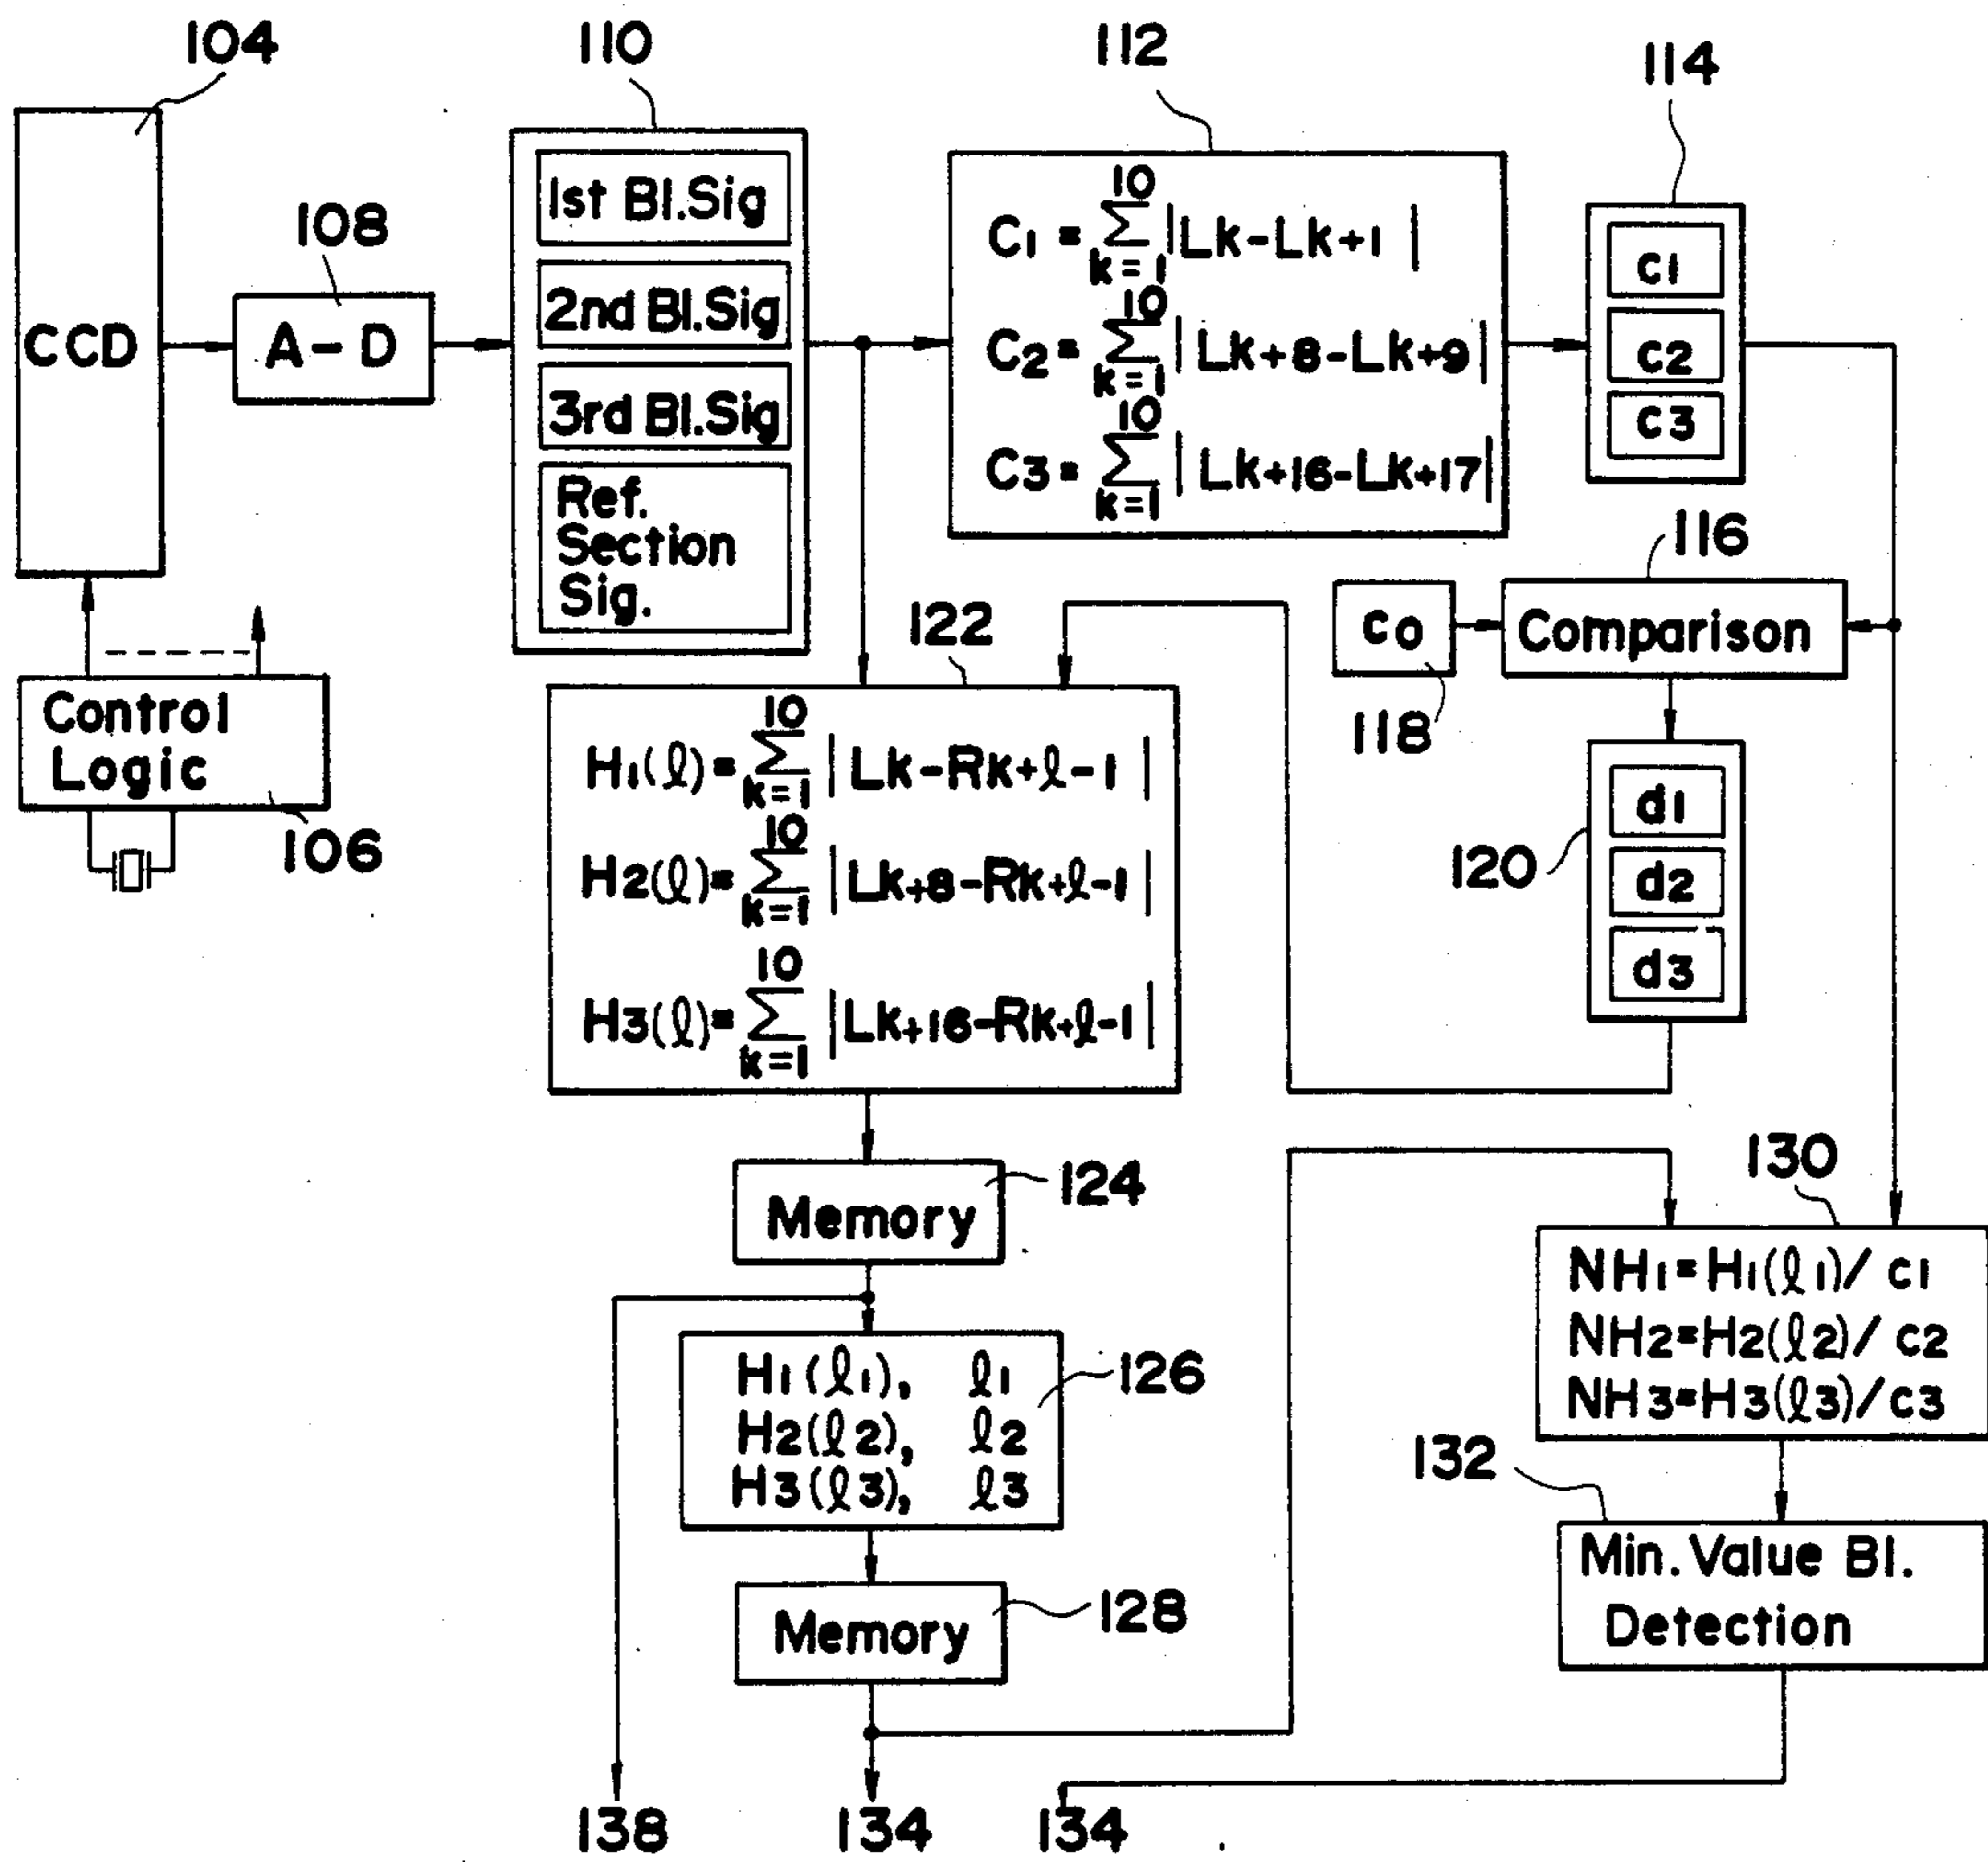 104
110
112
114
CCD
108
A-D
1st Bl.Sig
2nd Bl.Sig
3rd Bl.Sig
Ref.
Section
Sig.
C1 = 10 Σ k=1 |Lk-Lk+1|
C2 = 10 Σ k=1 |Lk+8-Lk+9|
C3 = 10 Σ k=1 |Lk+16-Lk+17|
c1
c2
c3
116
Comparison
co
118
Control
Logic
106
122
H1(ℓ)= 10 Σ k=1 |Lk-Rk+ℓ-1|
H2(ℓ)= 10 Σ k=1 |Lk+8-Rk+ℓ-1|
H3(ℓ)= 10 Σ k=1 |Lk+16-Rk+ℓ-1|
120
d1
d2
d3
Memory
124
130
NH1=H1(ℓ1)/ c1
NH2=H2(ℓ2)/ c2
NH3=H3(ℓ3)/c3
H1(ℓ1), ℓ1
H2(ℓ2), ℓ2
H3(ℓ3), ℓ3
126
132
Min. Value Bl.
Detection
Memory
128
138
134
134